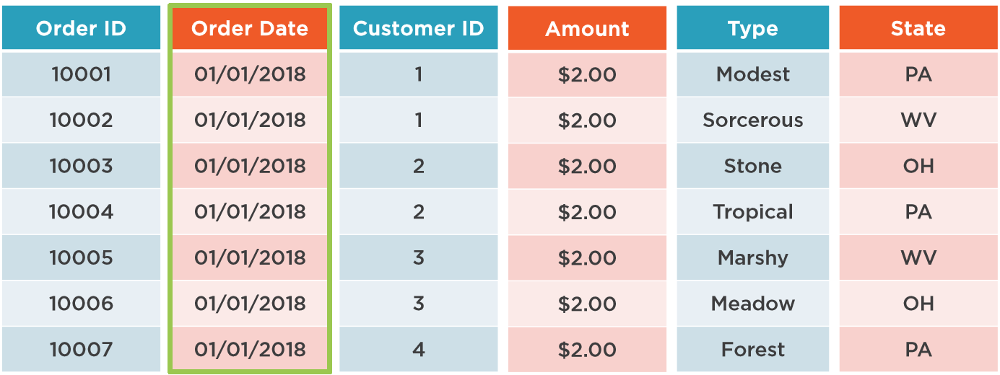 Order ID Order Date Customer ID Amount Type State
10001 01/01/2018 1 $2.00 Modest PA
10002 01/01/2018 1 $2.00 Sorcerous WV
10003 01/01/2018 2 $2.00 Stone OH
10004 01/01/2018 2 $2.00 Tropical PA
10005 01/01/2018 3 $2.00 Marshy WV
10006 01/01/2018 3 $2.00 Meadow OH
10007 01/01/2018 4 $2.00 Forest PA